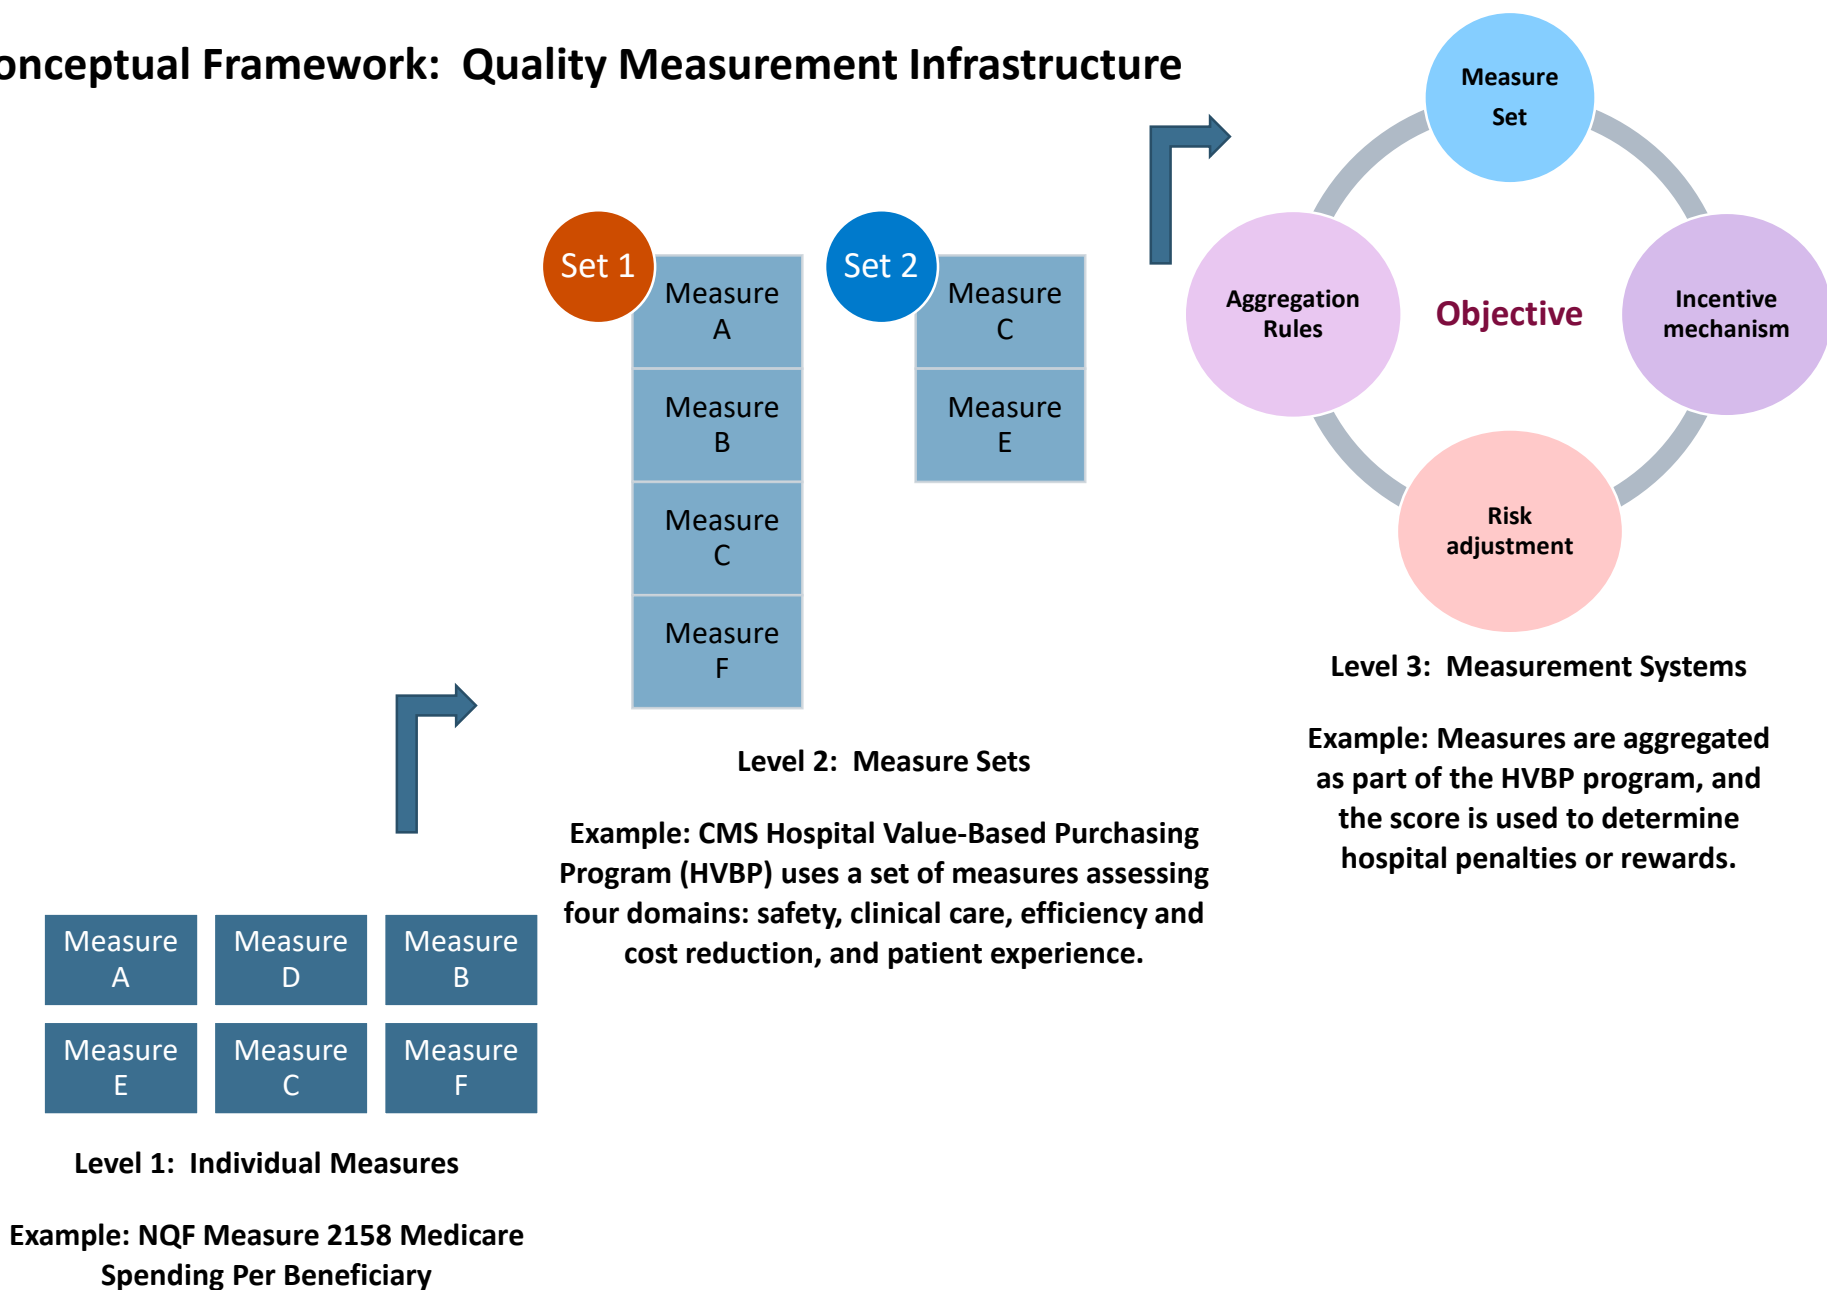 onceptual Framework:  Quality Measurement Infrastructure
Set 1
Measure
A
Measure
B
Measure
C
Measure
F
Set 2
Measure
C
Measure
E
Level 2:  Measure Sets
Example: CMS Hospital Value-Based Purchasing
Program (HVBP) uses a set of measures assessing
four domains: safety, clinical care, efficiency and
cost reduction, and patient experience.
Measure
Set
Aggregation
Rules
Objective
Incentive
mechanism
Risk
adjustment
Level 3:  Measurement Systems
Example: Measures are aggregated
as part of the HVBP program, and
the score is used to determine
hospital penalties or rewards.
Measure
A
Measure
D
Measure
B
Measure
E
Measure
C
Measure
F
Level 1:  Individual Measures
Example: NQF Measure 2158 Medicare
Spending Per Beneficiary